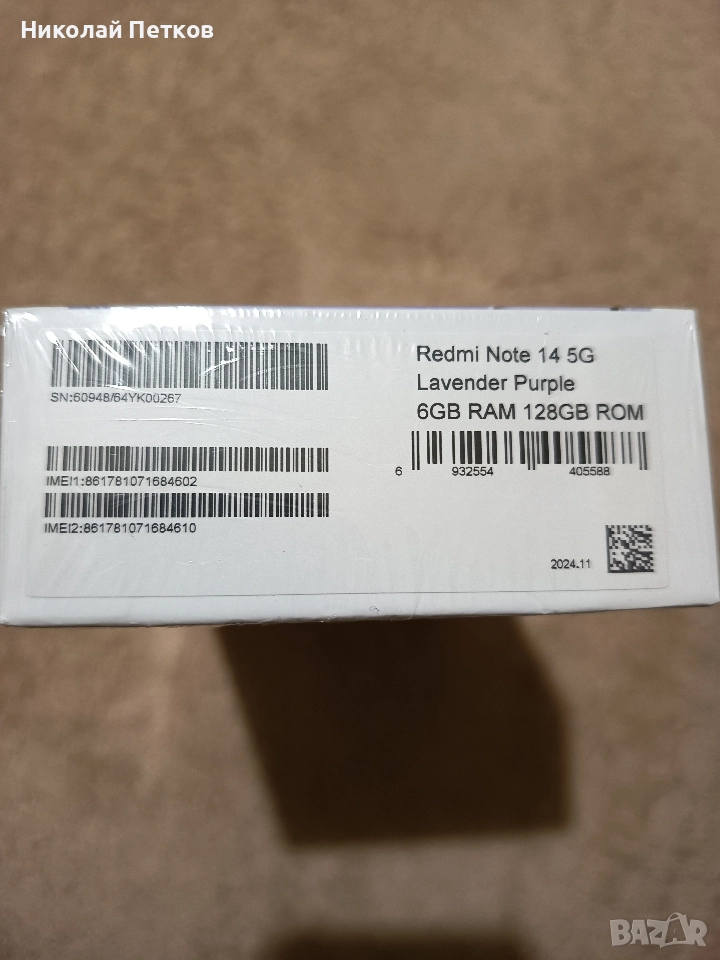 Николай Петков
SN:60948/64YK00267
IMEI1:861781071684602
IMEI2:861781071684610
Redmi Note 14 5G
Lavender Purple
6GB RAM 128GB ROM
6 932554 405588
2024.11
BAZAR